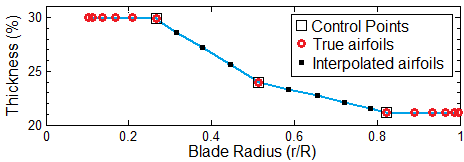 30
25
20
Thickness (%)
Control Points
True airfoils
Interpolated airfoils
0 0.2 0.4 0.6 0.8 1
Blade Radius (r/R)